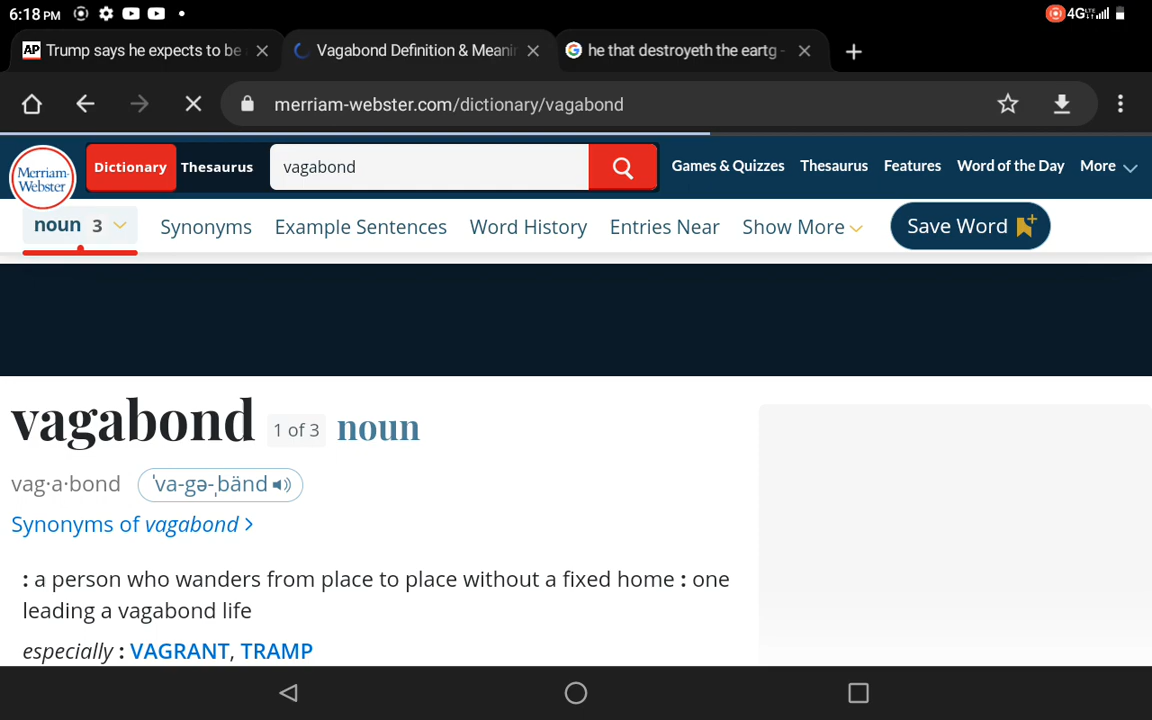 6:18 PM 4G LTE
AP Trump says he expects to be Vagabond Definition & Meani he that destroyeth the eartg -
merriam-webster.com/dictionary/vagabond
Merriam-Webster Dictionary Thesaurus vagabond Games & Quizzes Thesaurus Features Word of the Day More
noun 3 Synonyms Example Sentences Word History Entries Near Show More Save Word
vagabond 1 of 3 noun
vag·a·bond ˈva-gə-ˌbänd
Synonyms of vagabond
: a person who wanders from place to place without a fixed home : one
leading a vagabond life
especially : VAGRANT, TRAMP